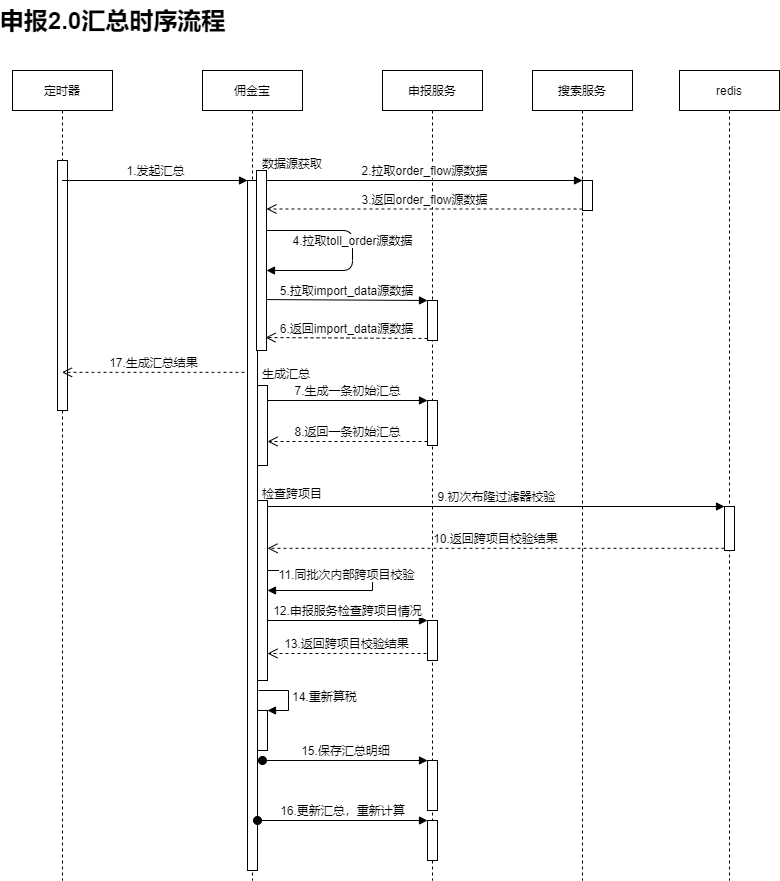 申报2.0汇总时序流程
定时器
佣金宝
申报服务
搜索服务
redis
数据源获取
1.发起汇总
2.拉取order_flow源数据
3.返回order_flow源数据
4.拉取toll_order源数据
5.拉取import_data源数据
6.返回import_data源数据
17.生成汇总结果
生成汇总
7.生成一条初始汇总
8.返回一条初始汇总
检查跨项目
9.初次布隆过滤器校验
10.返回跨项目校验结果
11.同批次内部跨项目校验
12.申报服务检查跨项目情况
13.返回跨项目校验结果
14.重新算税
15.保存汇总明细
16.更新汇总，重新计算